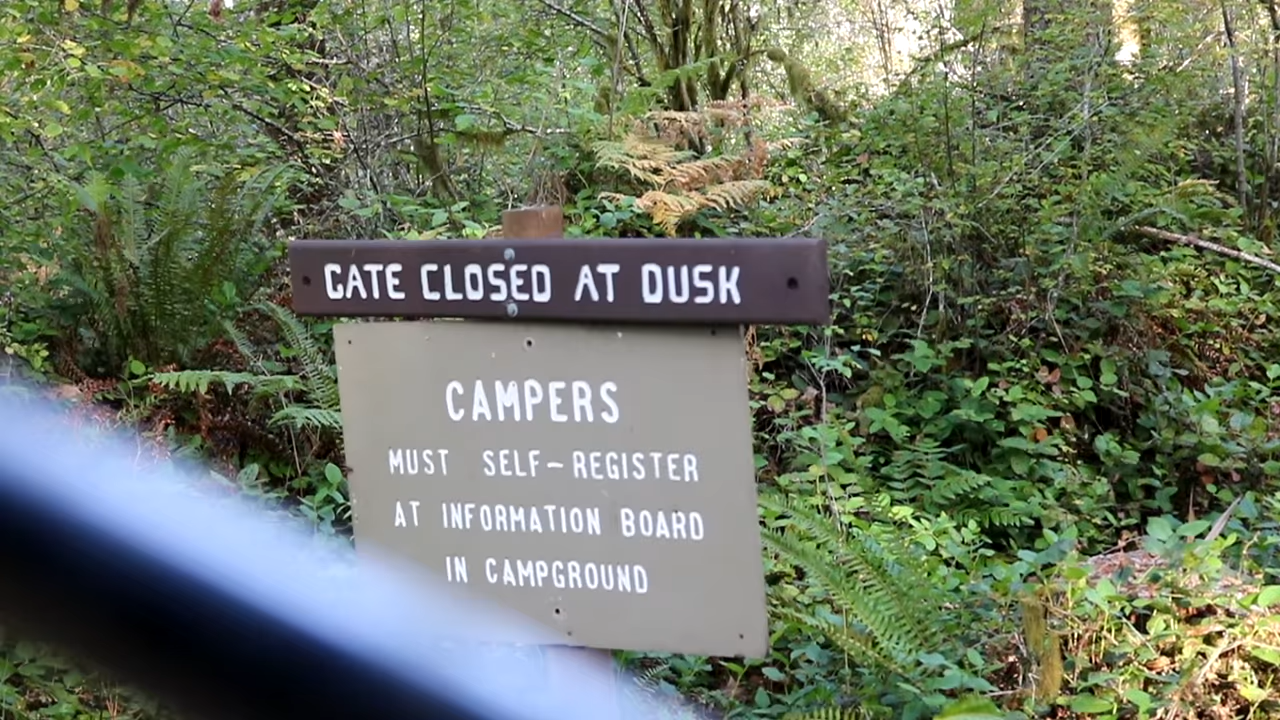 GATE CLOSED AT DUSK
CAMPERS
MUST SELF-REGISTER
AT INFORMATION BOARD
IN CAMPGROUND